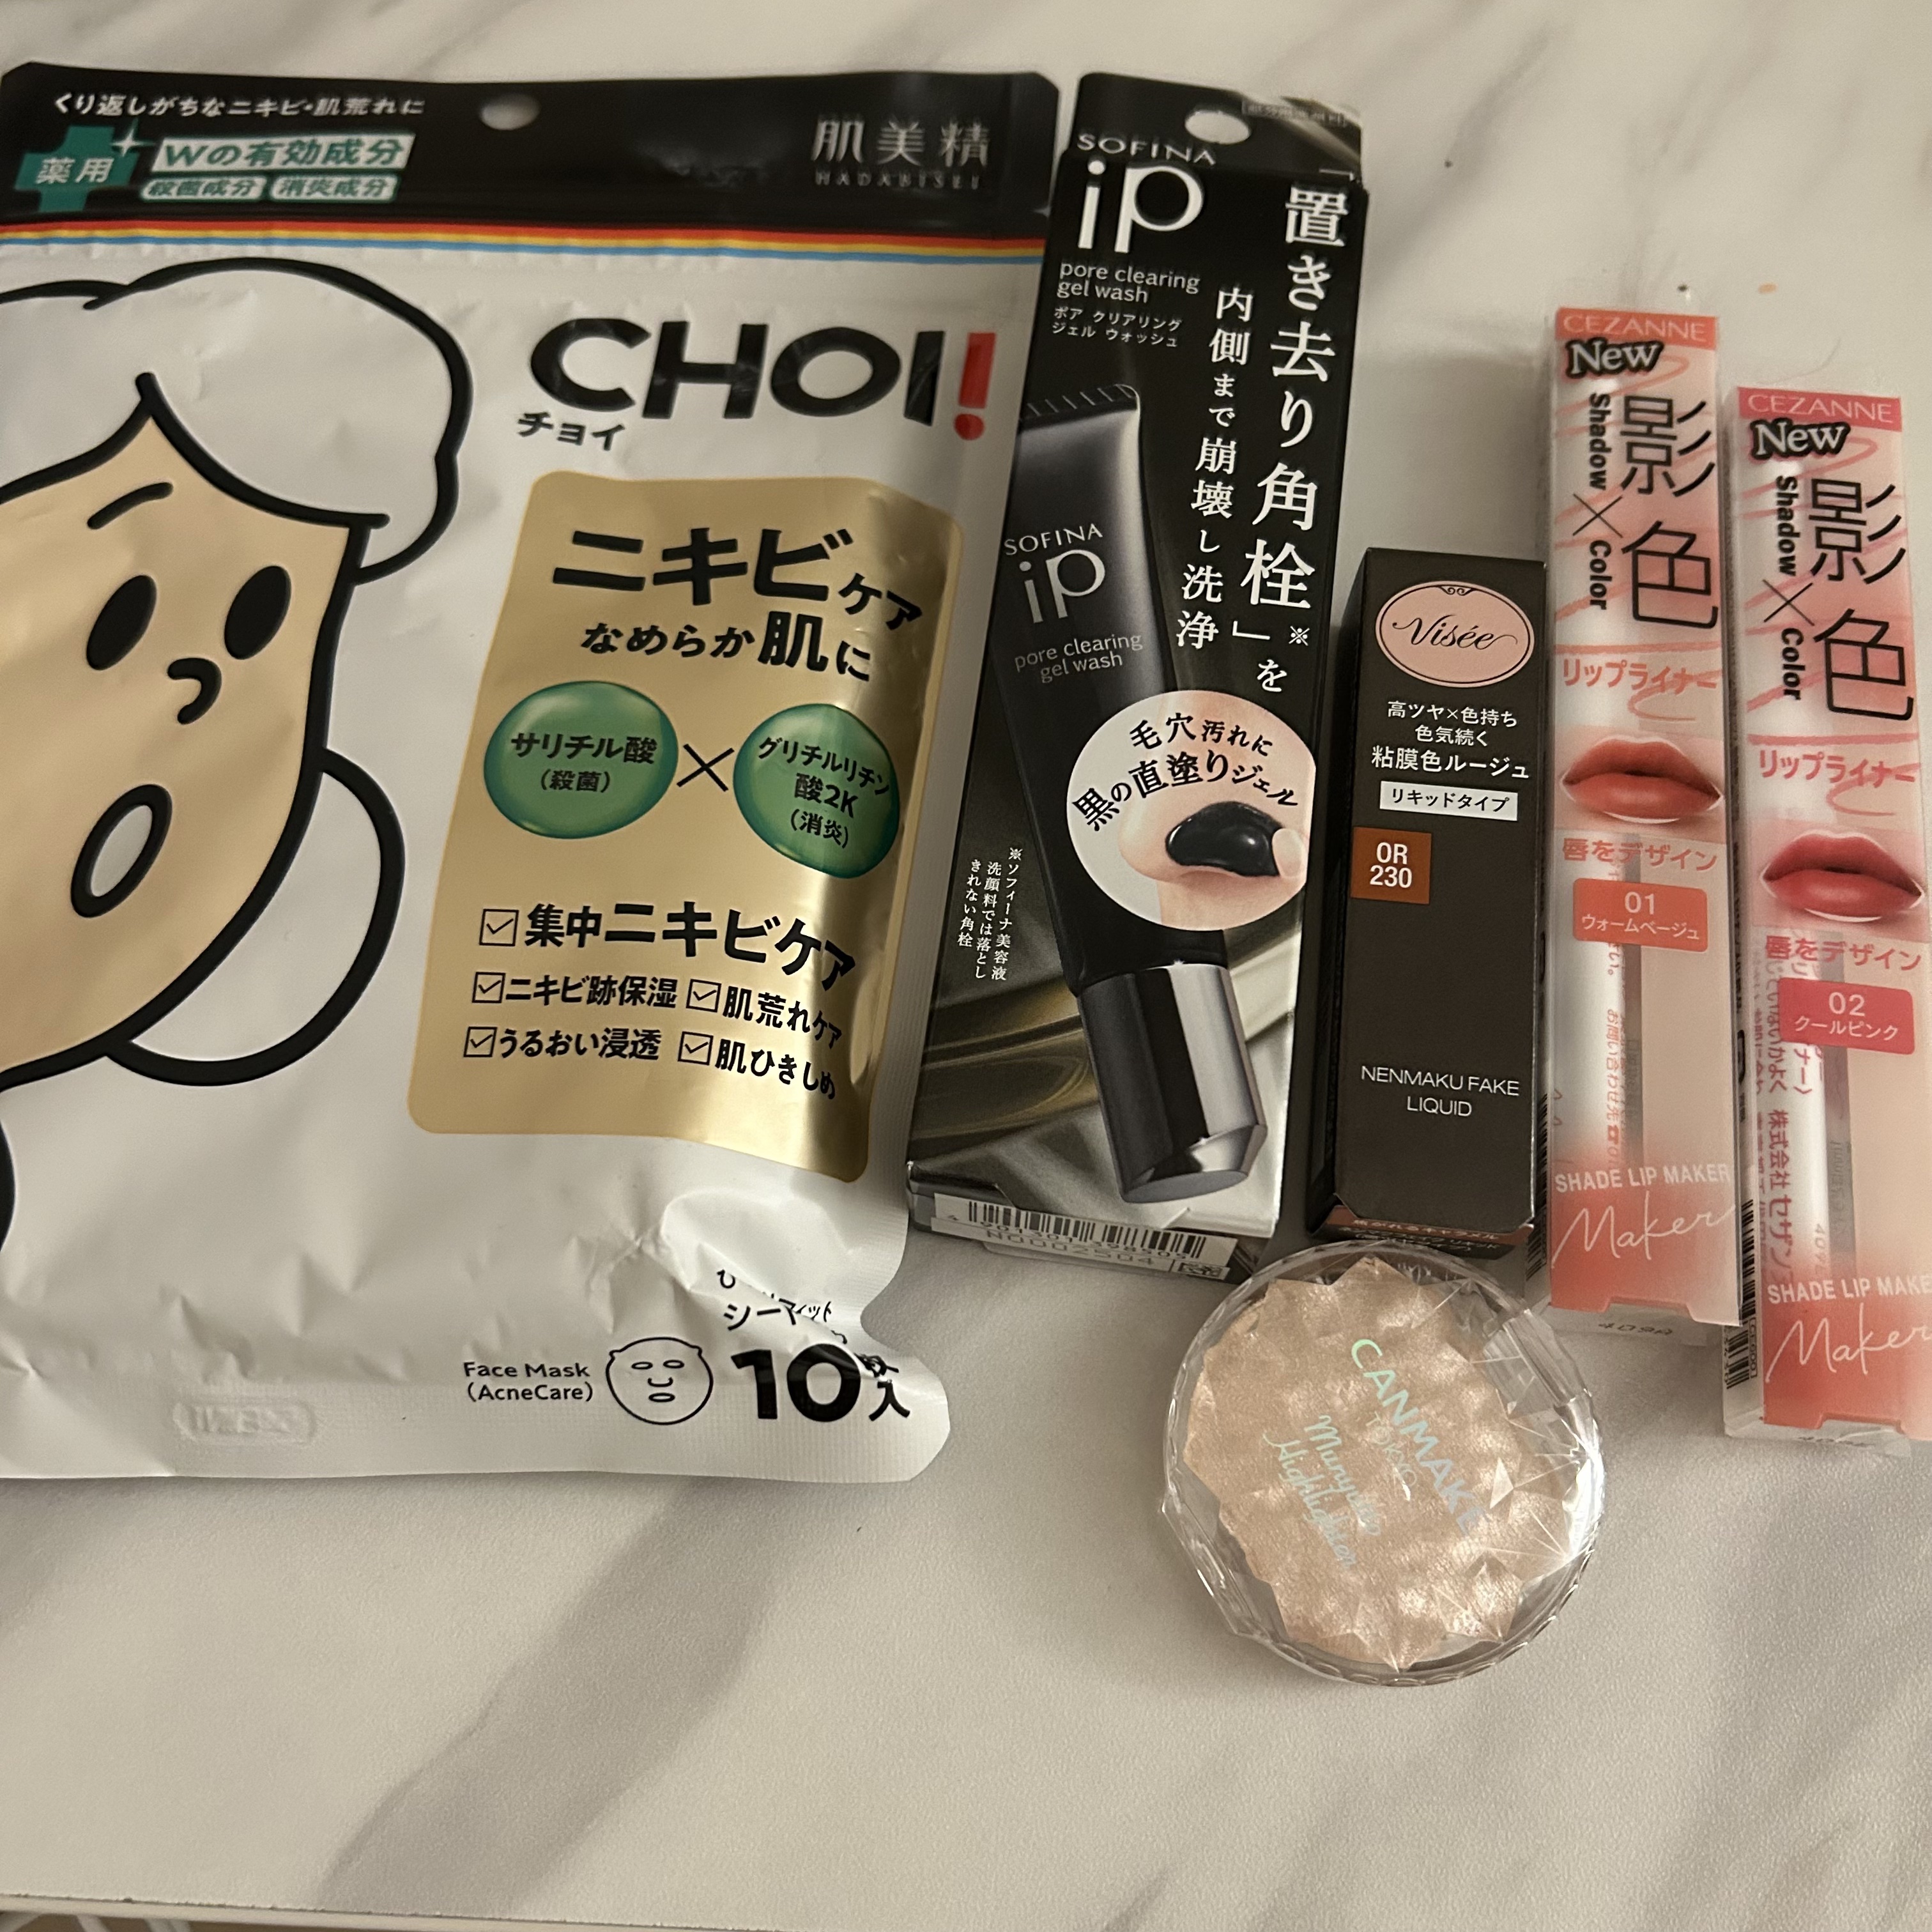 くり返しがちなニキビ・肌荒れに
薬用
Wの有効成分
殺菌成分 消炎成分
肌美精
HADABISEI
CHOI!
チョイ
ニキビケア
なめらか肌に
サリチル酸
(殺菌)
×
グリチルリチン
酸2K
(消炎)
集中ニキビケア
ニキビ跡保湿 肌荒れケア
うるおい浸透 肌ひきしめ
Face Mask
(AcneCare)
10
入
SOFINA
iP
pore clearing
gel wash
ポア クリアリング
ジェル ウォッシュ
「置き去り角栓」※を
内側まで崩壊し洗浄
SOFINA
iP
pore clearing
gel wash
毛穴汚れに
黒の直塗りジェル
※ソフィーナ美容液
洗顔料では落とし
きれない角栓
4 901301 398909
N0002504
Visée
高ツヤ×色持ち
色気続く
粘膜色ルージュ
リキッドタイプ
OR
230
NENMAKU FAKE
LIQUID
CEZANNE
New
影×色
Shadow Color
リップライナー
唇をデザイン
01
ウォームベージュ
SHADE LIP MAKER
Maker
CEZANNE
New
影×色
Shadow Color
リップライナー
唇をデザイン
02
クールピンク
株式会社セザンヌ
SHADE LIP MAKE
Maker
CANMAKE
TOKYO
Highlighter